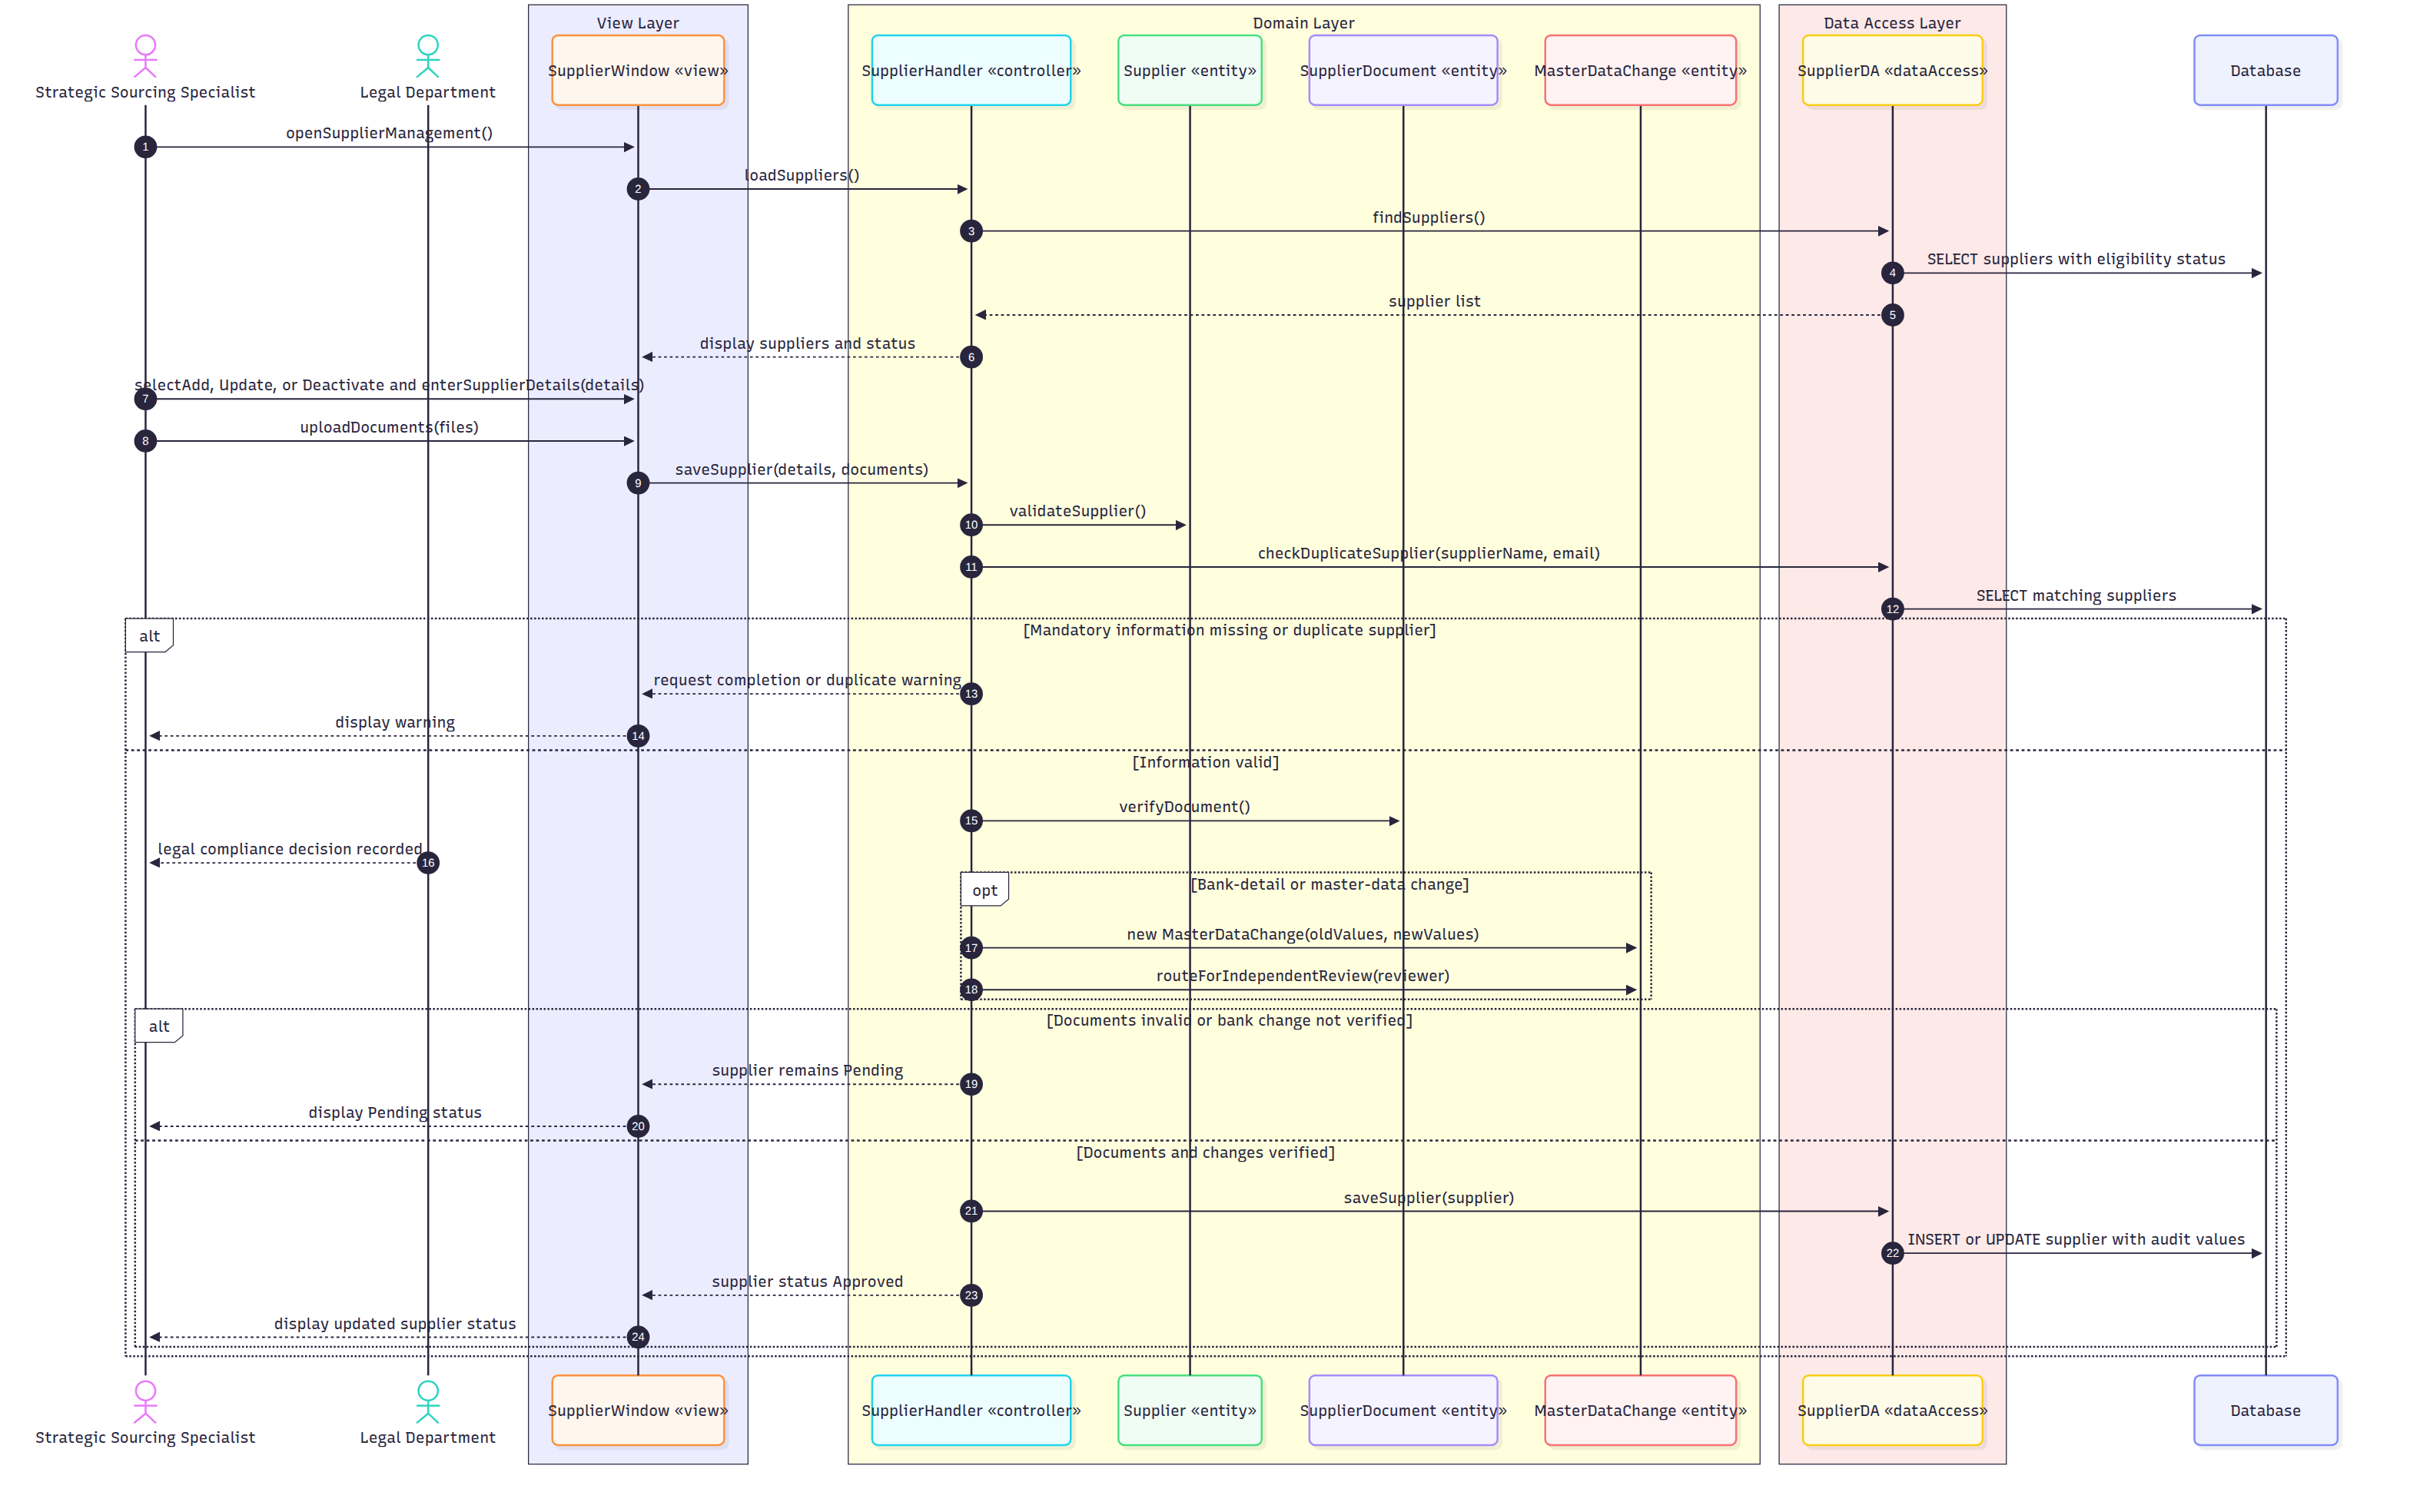 View Layer
Domain Layer
Data Access Layer
Strategic Sourcing Specialist
Legal Department
SupplierWindow «view»
SupplierHandler «controller»
Supplier «entity»
SupplierDocument «entity»
MasterDataChange «entity»
SupplierDA «dataAccess»
Database
openSupplierManagement()
1
loadSuppliers()
2
findSuppliers()
3
SELECT suppliers with eligibility status
4
supplier list
5
display suppliers and status
6
selectAdd, Update, or Deactivate and enterSupplierDetails(details)
7
uploadDocuments(files)
8
saveSupplier(details, documents)
9
validateSupplier()
10
checkDuplicateSupplier(supplierName, email)
11
SELECT matching suppliers
12
alt
[Mandatory information missing or duplicate supplier]
request completion or duplicate warning
13
display warning
14
[Information valid]
verifyDocument()
15
legal compliance decision recorded
16
opt
[Bank-detail or master-data change]
new MasterDataChange(oldValues, newValues)
17
routeForIndependentReview(reviewer)
18
alt
[Documents invalid or bank change not verified]
supplier remains Pending
19
display Pending status
20
[Documents and changes verified]
saveSupplier(supplier)
21
INSERT or UPDATE supplier with audit values
22
supplier status Approved
23
display updated supplier status
24
Strategic Sourcing Specialist
Legal Department
SupplierWindow «view»
SupplierHandler «controller»
Supplier «entity»
SupplierDocument «entity»
MasterDataChange «entity»
SupplierDA «dataAccess»
Database